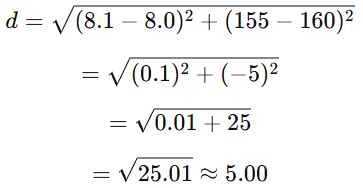 d = √(8.1 − 8.0)² + (155 − 160)²
= √(0.1)² + (−5)²
= √0.01 + 25
= √25.01 ≈ 5.00